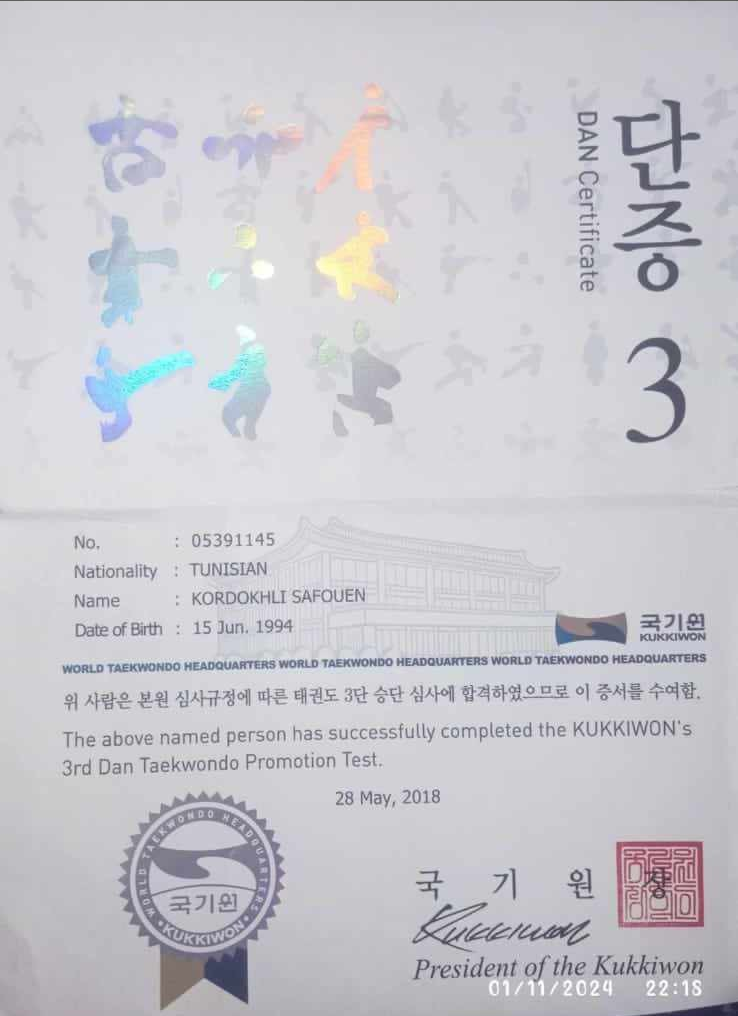 단증 3
DAN Certificate
No. : 05391145
Nationality : TUNISIAN
Name : KORDOKHLI SAFOUEN
Date of Birth : 15 Jun. 1994
국기원
KUKKIWON
WORLD TAEKWONDO HEADQUARTERS WORLD TAEKWONDO HEADQUARTERS WORLD TAEKWONDO HEADQUARTERS
위 사람은 본원 심사규정에 따른 태권도 3단 승단 심사에 합격하였으므로 이 증서를 수여함.
The above named person has successfully completed the KUKKIWON's
3rd Dan Taekwondo Promotion Test.
28 May, 2018
WORLD TAEKWONDO HEADQUARTERS
국기원
•KUKKIWON•
국 기 원 장
Kukkiwon
President of the Kukkiwon
01/11/2024 22:18